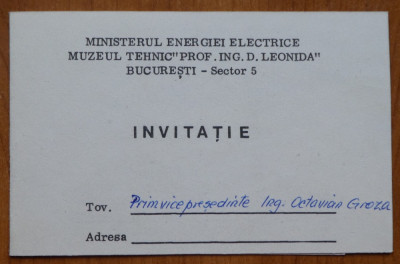 MINISTERUL ENERGIEI ELECTRICE
MUZEUL TEHNIC"PROF. ING. D. LEONIDA"
BUCUREȘTI - Sector 5
INVITAȚIE
Tov. Primvicepreședinte Ing. Octavian Groza
Adresa